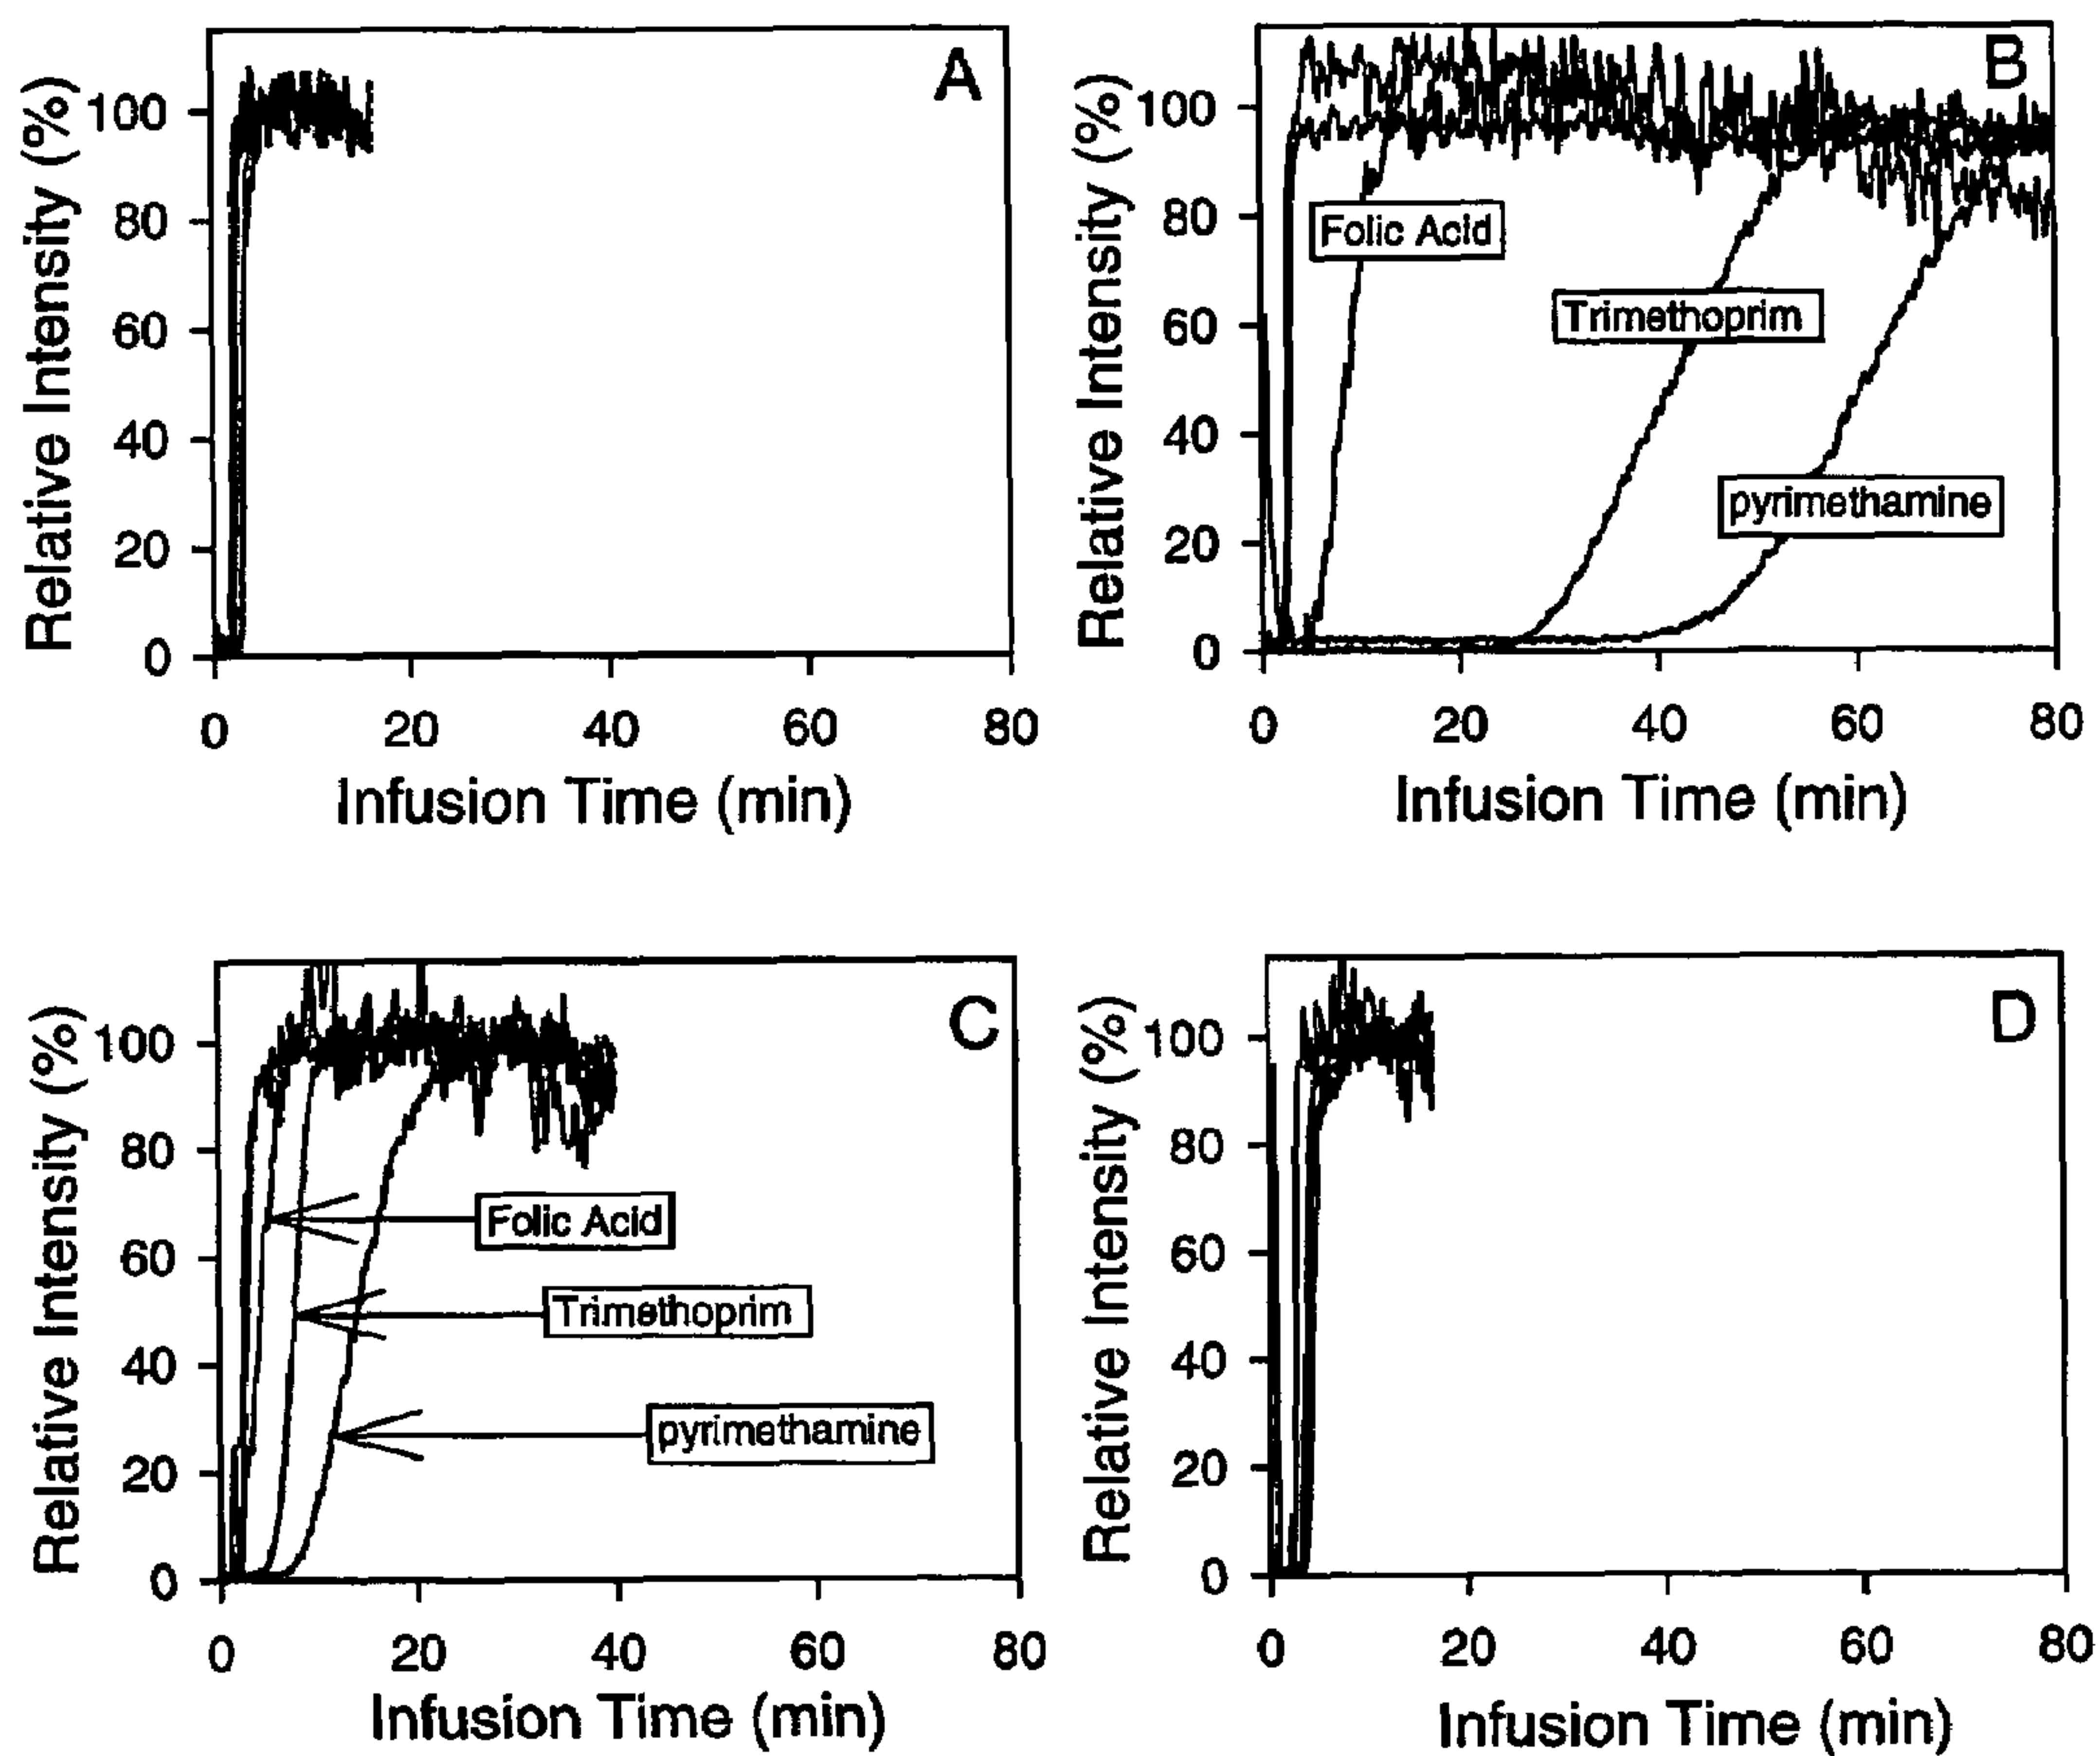 A
Relative Intensity (%)
100
80
60
40
20
0
0 20 40 60 80
Infusion Time (min)
B
Relative Intensity (%)
100
80
60
40
20
0
Folic Acid
Trimethoprim
pyrimethamine
0 20 40 60 80
Infusion Time (min)
C
Relative Intensity (%)
100
80
60
40
20
0
Folic Acid
Trimethoprim
pyrimethamine
0 20 40 60 80
Infusion Time (min)
D
Relative Intensity (%)
100
80
60
40
20
0
0 20 40 60 80
Infusion Time (min)